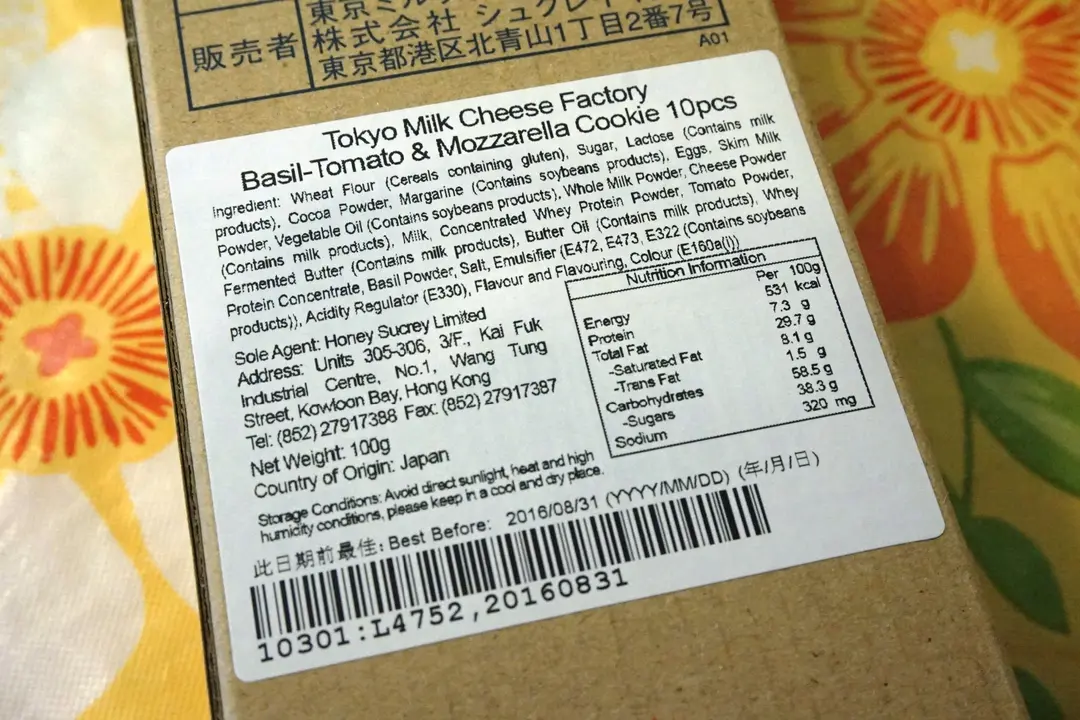 東京ミルク
販売者 株式会社 シュクレイ
東京都港区北青山1丁目2番7号
A01
Tokyo Milk Cheese Factory
Basil-Tomato & Mozzarella Cookie 10pcs
Ingredient: Wheat Flour (Cereals containing gluten), Sugar, Lactose (Contains milk
products), Cocoa Powder, Margarine (Contains soybeans products), Eggs, Skim Milk
Powder, Vegetable Oil (Contains soybeans products), Whole Milk Powder, Cheese Powder
(Contains milk products), Milk, Concentrated Whey Protein Powder, Tomato Powder,
Fermented Butter (Contains milk products), Butter Oil (Contains milk products), Whey
Protein Concentrate, Basil Powder, Salt, Emulsifier (E472, E473, E322 (Contains soybeans
products)), Acidity Regulator (E330), Flavour and Flavouring, Colour (E160a(i))
Sole Agent: Honey Sucrey Limited
Address: Units 305-306, 3/F., Kai Fuk
Industrial Centre, No.1, Wang Tung
Street, Kowloon Bay, Hong Kong
Tel: (852) 27917388 Fax: (852) 27917387
Net Weight: 100g
Country of Origin: Japan
Nutrition Information
Per 100g
Energy 531 kcal
Protein 7.3 g
Total Fat 29.7 g
-Saturated Fat 8.1 g
-Trans Fat 1.5 g
Carbohydrates 58.5 g
-Sugars 38.3 g
Sodium 320 mg
Storage Conditions: Avoid direct sunlight, heat and high
humidity conditions, please keep in a cool and dry place.
此日期前最佳: Best Before: 2016/08/31 (YYYY/MM/DD) (年/月/日)
10301:L4752,20160831